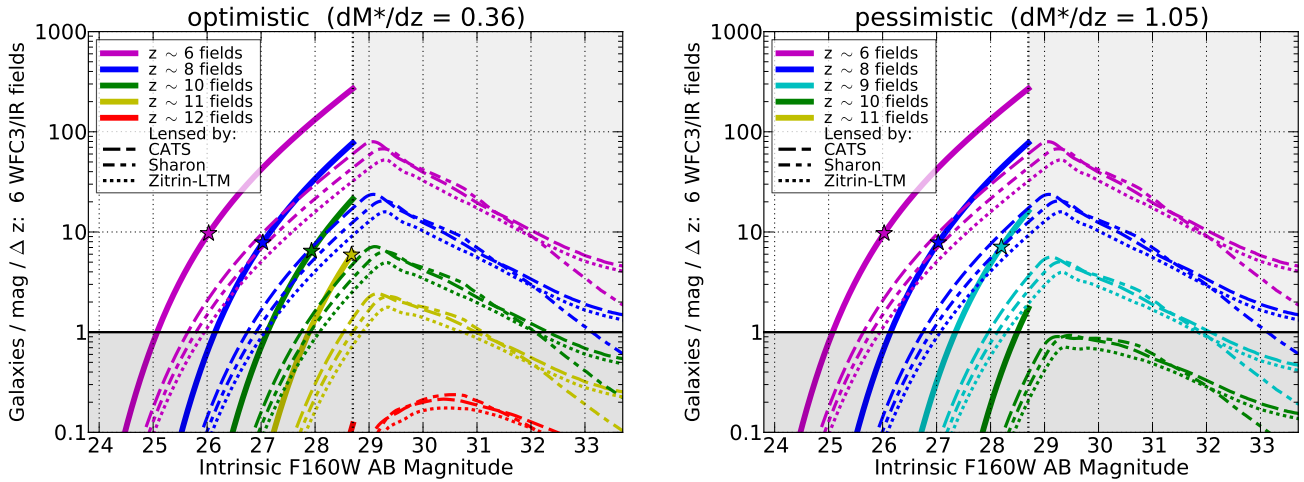 optimistic (dM*/dz = 0.36)
Galaxies / mag / Δ z: 6 WFC3/IR fields
1000
100
10
1
0.1
z ~ 6 fields
z ~ 8 fields
z ~ 10 fields
z ~ 11 fields
z ~ 12 fields
Lensed by:
CATS
Sharon
Zitrin-LTM
24 25 26 27 28 29 30 31 32 33
Intrinsic F160W AB Magnitude
pessimistic (dM*/dz = 1.05)
Galaxies / mag / Δ z: 6 WFC3/IR fields
1000
100
10
1
0.1
z ~ 6 fields
z ~ 8 fields
z ~ 9 fields
z ~ 10 fields
z ~ 11 fields
Lensed by:
CATS
Sharon
Zitrin-LTM
24 25 26 27 28 29 30 31 32 33
Intrinsic F160W AB Magnitude